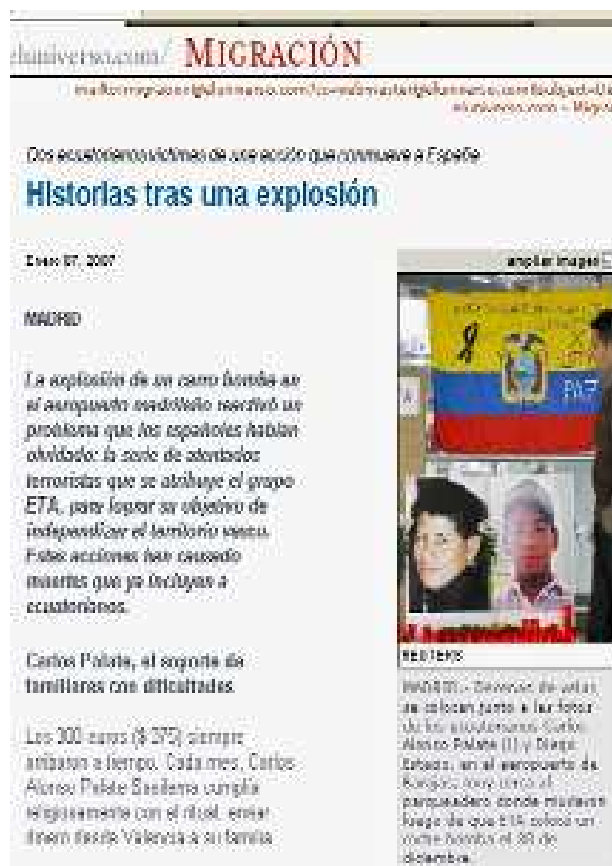 eluniverso.com/ MIGRACIÓN
Dos ecuatorianos víctimas de una acción que conmueve a España
Historias tras una explosión
Enero 07, 2007
ampliar imagen
MADRID
La explosión de un carro bomba en
el aeropuerto madrileño reactivó un
problema que los españoles habían
olvidado: la serie de atentados
terroristas que se atribuye el grupo
ETA, para lograr su objetivo de
independizar el territorio vasco.
Estas acciones han causado
muertes que ya incluyen a
ecuatorianos.
PAZ
REUTERS
Carlos Palate, el soporte de
familiares con dificultades
Los 300 euros ($ 375) siempre
arribaron a tiempo. Cada mes, Carlos
Alonso Palate Sailema cumplía
religiosamente con el ritual, enviar
dinero desde Valencia a su familia
MADRID.- Decenas de velas
se colocan junto a las fotos
de los ecuatorianos Carlos
Alonso Palate (i) y Diego
Estacio, en el aeropuerto de
Barajas, muy cerca al
parqueadero donde murieron
luego de que ETA colocó un
coche bomba el 30 de
diciembre.